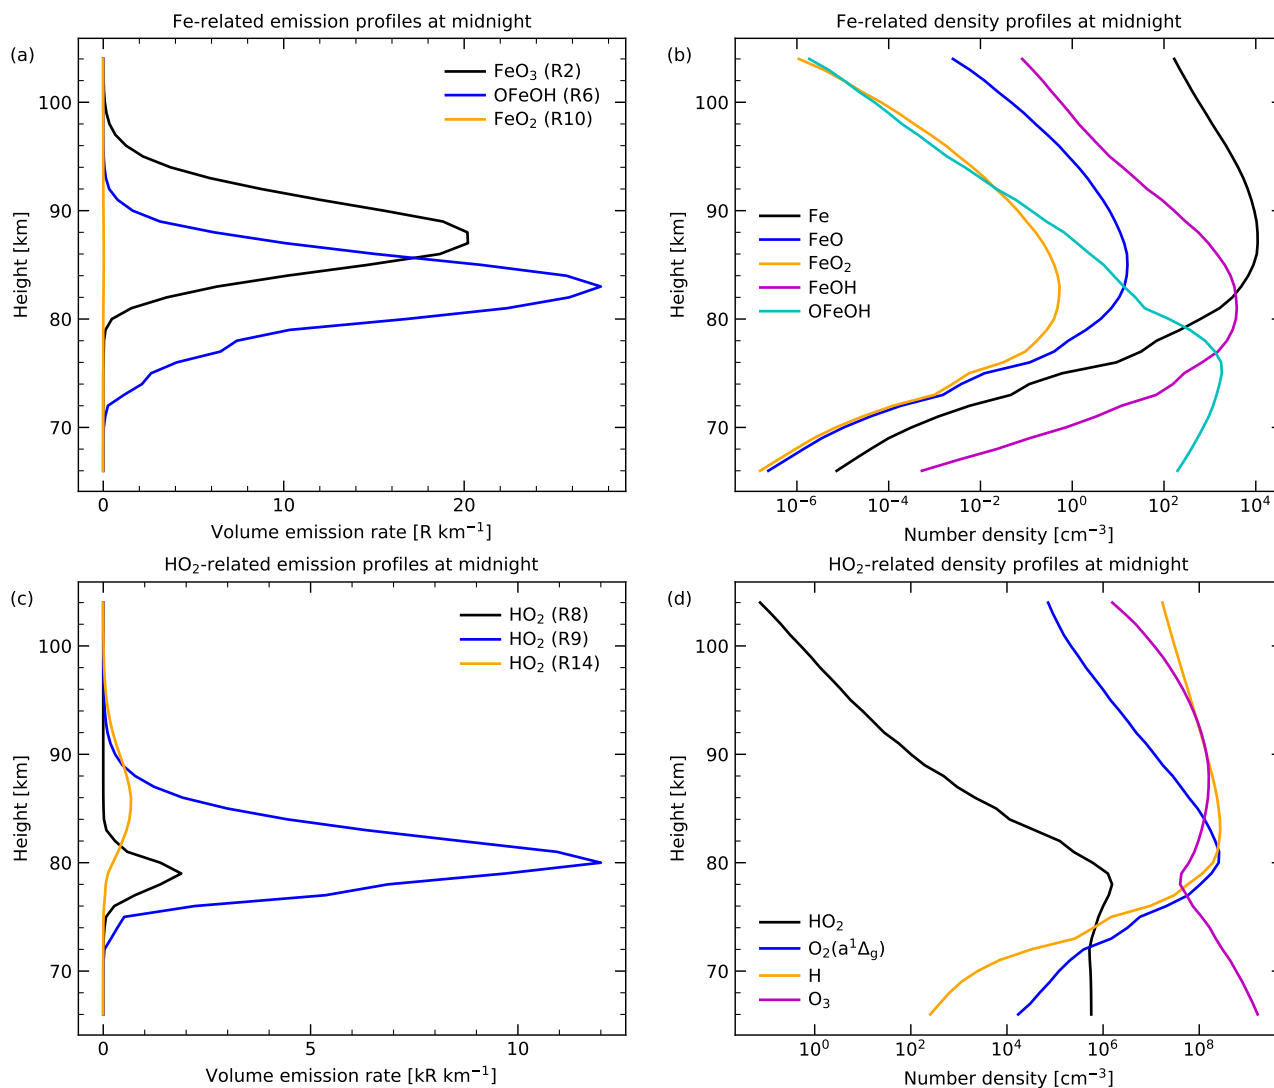 Fe-related emission profiles at midnight
(a)
FeO₃ (R2)
OFeOH (R6)
FeO₂ (R10)
Height [km]
100
90
80
70
0
10
20
Volume emission rate [R km⁻¹]
Fe-related density profiles at midnight
(b)
Fe
FeO
FeO₂
FeOH
OFeOH
Height [km]
100
90
80
70
10⁻⁶
10⁻⁴
10⁻²
10⁰
10²
10⁴
Number density [cm⁻³]
HO₂-related emission profiles at midnight
(c)
HO₂ (R8)
HO₂ (R9)
HO₂ (R14)
Height [km]
100
90
80
70
0
5
10
Volume emission rate [kR km⁻¹]
HO₂-related density profiles at midnight
(d)
HO₂
O₂(a¹Δg)
H
O₃
Height [km]
100
90
80
70
10⁰
10²
10⁴
10⁶
10⁸
Number density [cm⁻³]